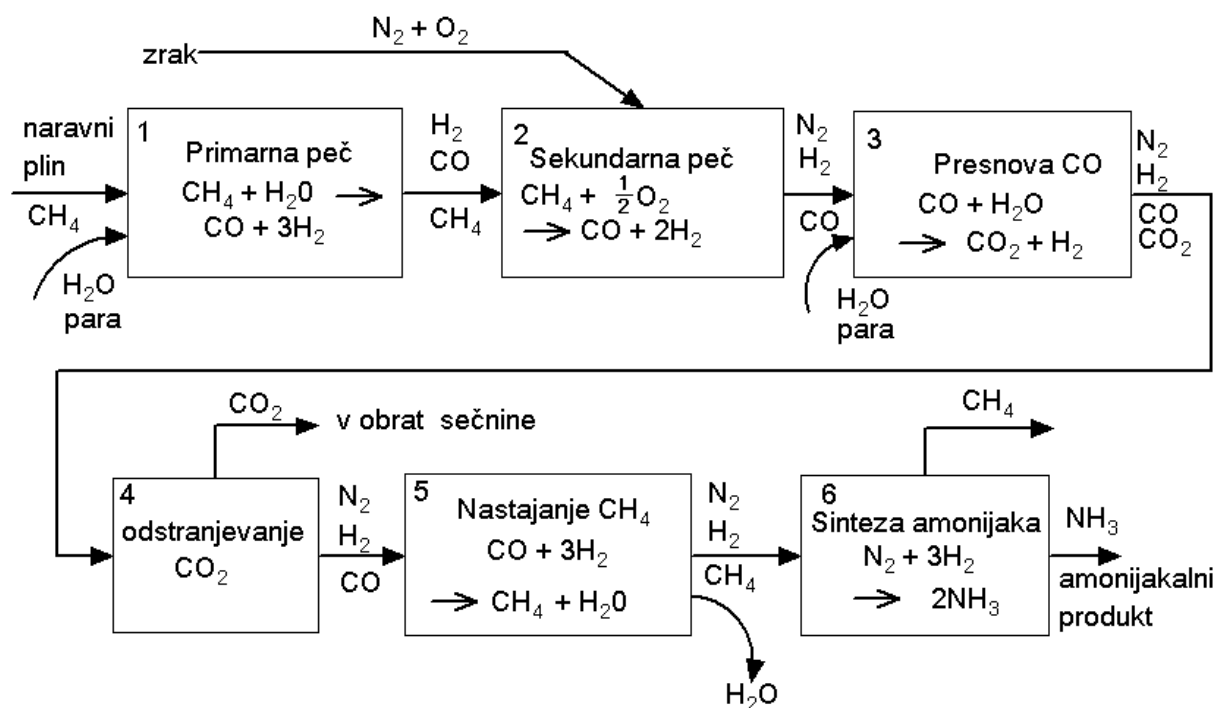 N₂ + O₂
zrak
naravni
plin
CH₄
H₂O
para
1
Primarna peč
CH₄ + H₂0 →
CO + 3H₂
H₂
CO
CH₄
2
Sekundarna peč
CH₄ + ½O₂
→ CO + 2H₂
N₂
H₂
CO
H₂O
para
3
Presnova CO
CO + H₂O
→ CO₂ + H₂
N₂
H₂
CO
CO₂
CO₂
v obrat sečnine
4
odstranjevanje
CO₂
N₂
H₂
CO
5
Nastajanje CH₄
CO + 3H₂
→ CH₄ + H₂0
N₂
H₂
CH₄
H₂O
CH₄
6
Sinteza amonijaka
N₂ + 3H₂
→ 2NH₃
NH₃
amonijakalni
produkt